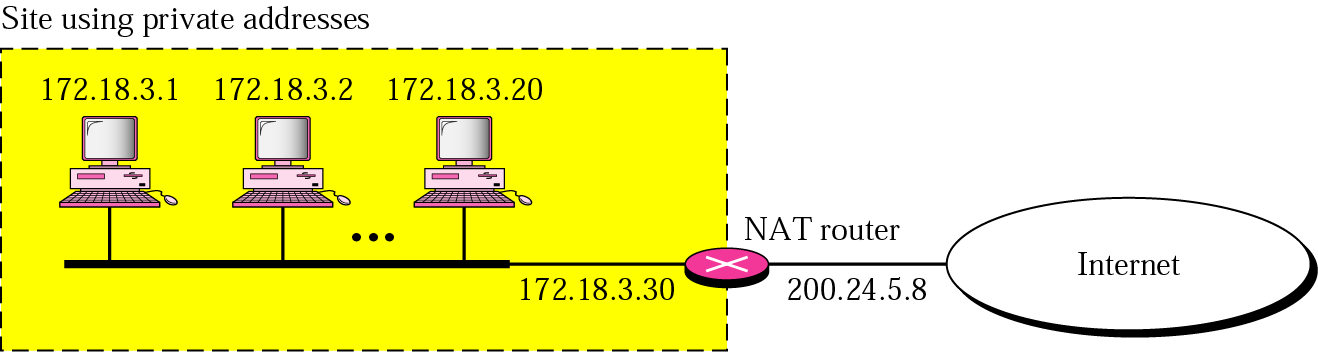 Site using private addresses
172.18.3.1 172.18.3.2 172.18.3.20
NAT router
Internet
172.18.3.30 200.24.5.8